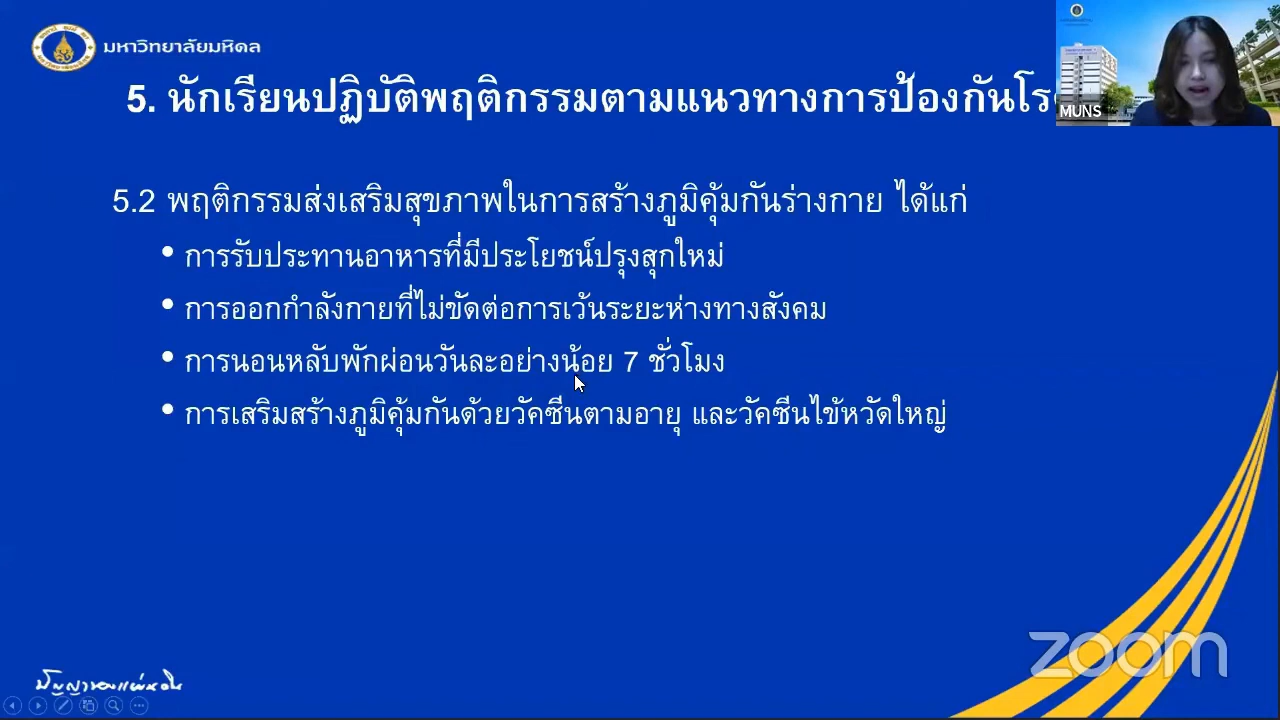 มหาวิทยาลัยมหิดล
5. นักเรียนปฏิบัติพฤติกรรมตามแนวทางการป้องกันโร
MUNS
5.2 พฤติกรรมส่งเสริมสุขภาพในการสร้างภูมิคุ้มกันร่างกาย ได้แก่
• การรับประทานอาหารที่มีประโยชน์ปรุงสุกใหม่
• การออกกำลังกายที่ไม่ขัดต่อการเว้นระยะห่างทางสังคม
• การนอนหลับพักผ่อนวันละอย่างน้อย 7 ชั่วโมง
• การเสริมสร้างภูมิคุ้มกันด้วยวัคซีนตามอายุ และวัคซีนไข้หวัดใหญ่
zoom
ปัญญาของแผ่นดิน